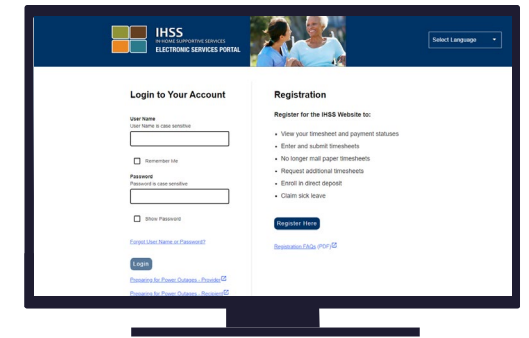 IHSS
IN-HOME SUPPORTIVE SERVICES
ELECTRONIC SERVICES PORTAL
Select Language
Login to Your Account
User Name
User Name is case sensitive
Remember Me
Password
Password is case sensitive
Show Password
Forgot User Name or Password?
Login
Preparing for Power Outages - Provider
Preparing for Power Outages - Recipient
Registration
Register for the IHSS Website to:
• View your timesheet and payment statuses
• Enter and submit timesheets
• No longer mail paper timesheets
• Request additional timesheets
• Enroll in direct deposit
• Claim sick leave
Register Here
Registration FAQs (PDF)